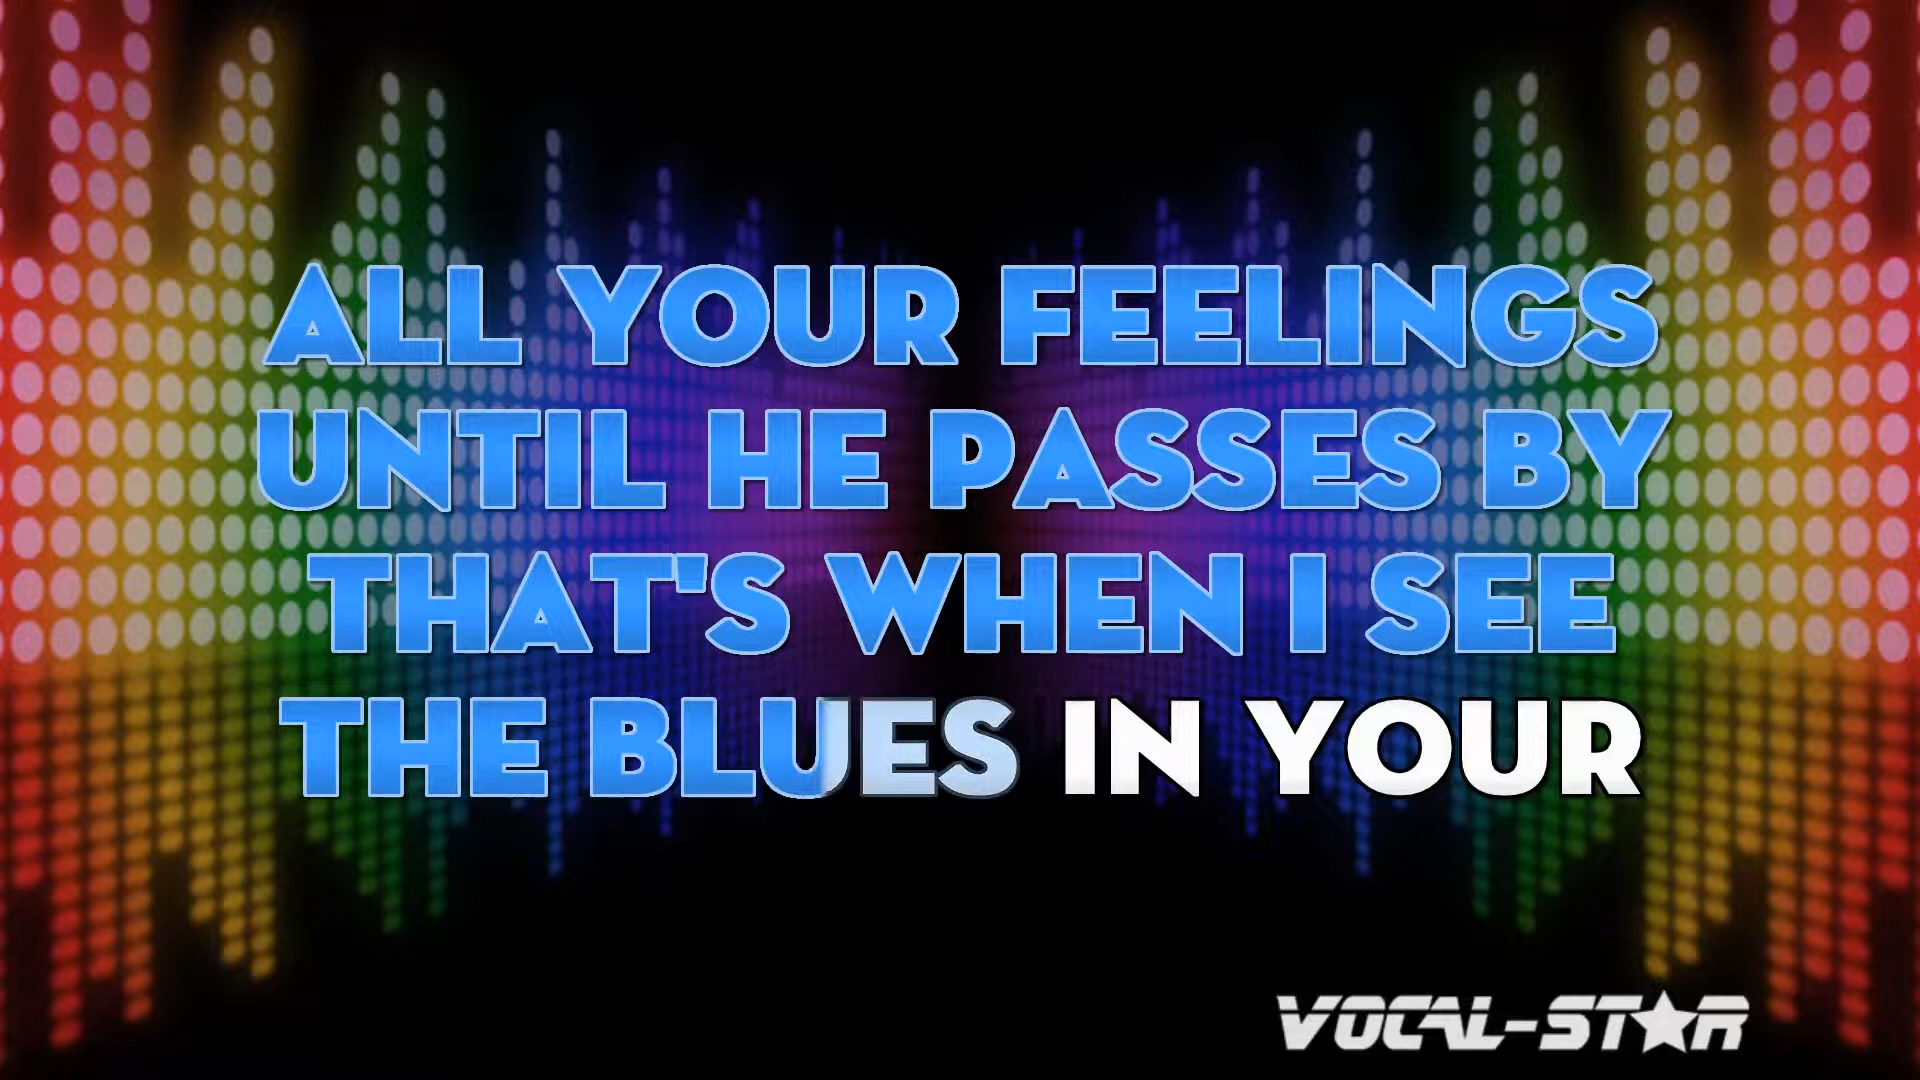 ALL YOUR FEELINGS
UNTIL HE PASSES BY
THAT'S WHEN I SEE
THE BLUES IN YOUR
VOCAL-STAR